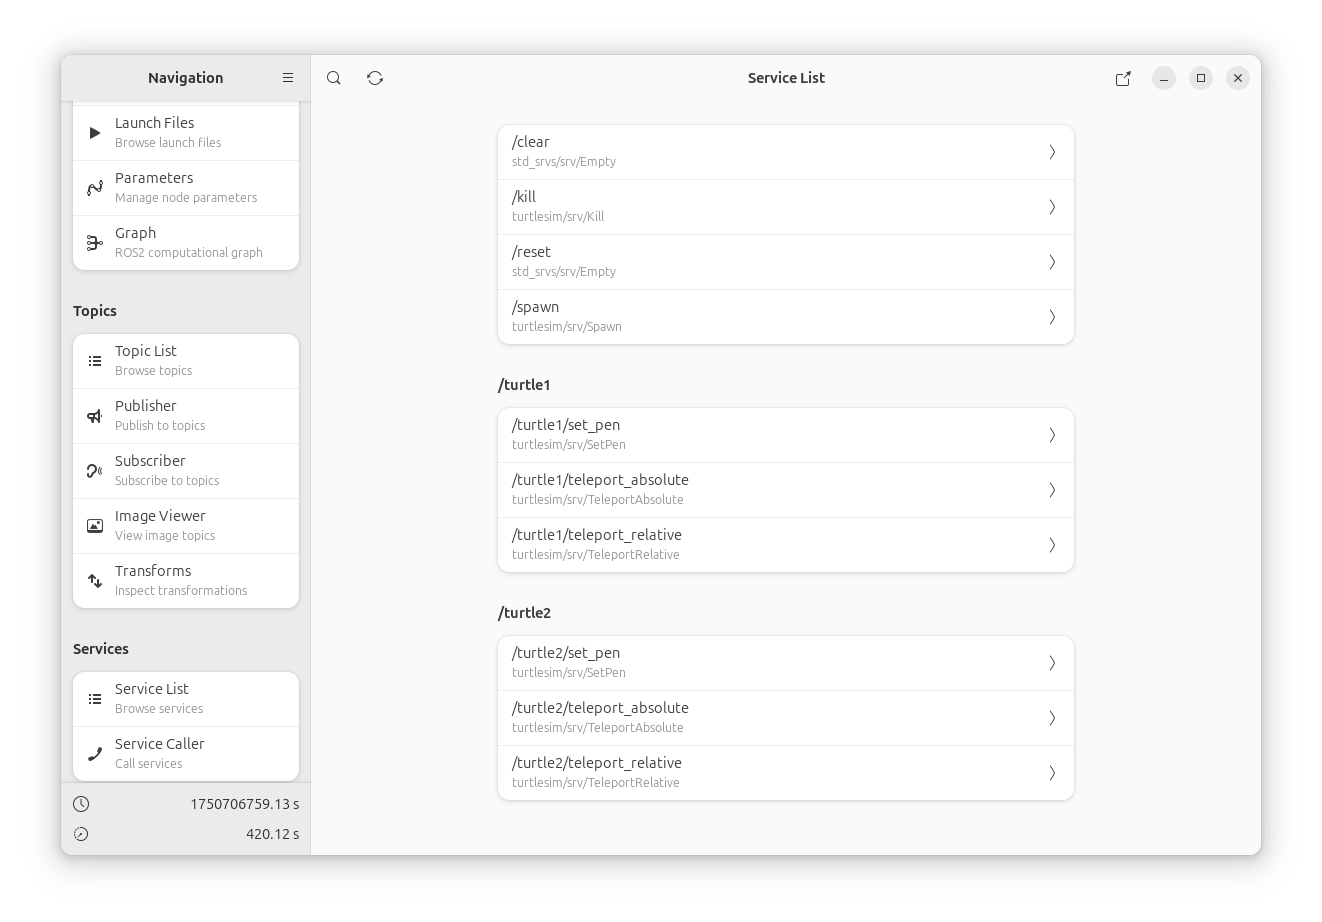 Navigation
Launch Files
Browse launch files
Parameters
Manage node parameters
Graph
ROS2 computational graph
Topics
Topic List
Browse topics
Publisher
Publish to topics
Subscriber
Subscribe to topics
Image Viewer
View image topics
Transforms
Inspect transformations
Services
Service List
Browse services
Service Caller
Call services
1750706759.13 s
420.12 s
Service List
/clear
std_srvs/srv/Empty
/kill
turtlesim/srv/Kill
/reset
std_srvs/srv/Empty
/spawn
turtlesim/srv/Spawn
/turtle1
/turtle1/set_pen
turtlesim/srv/SetPen
/turtle1/teleport_absolute
turtlesim/srv/TeleportAbsolute
/turtle1/teleport_relative
turtlesim/srv/TeleportRelative
/turtle2
/turtle2/set_pen
turtlesim/srv/SetPen
/turtle2/teleport_absolute
turtlesim/srv/TeleportAbsolute
/turtle2/teleport_relative
turtlesim/srv/TeleportRelative